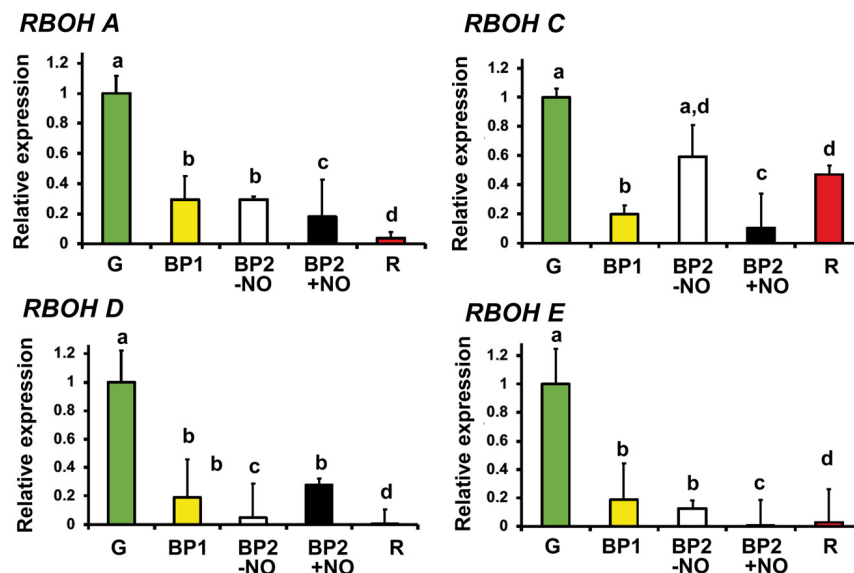 RBOH A
Relative expression
1.2
1
0.8
0.6
0.4
0.2
0
a
b
b
c
d
G
BP1
BP2
-NO
BP2
+NO
R
RBOH C
Relative expression
1.2
1
0.8
0.6
0.4
0.2
0
a
b
a,d
c
d
G
BP1
BP2
-NO
BP2
+NO
R
RBOH D
Relative expression
1.2
1
0.8
0.6
0.4
0.2
0
a
b
b
c
b
d
G
BP1
BP2
-NO
BP2
+NO
R
RBOH E
Relative expression
1.2
1
0.8
0.6
0.4
0.2
0
a
b
b
c
d
G
BP1
BP2
-NO
BP2
+NO
R